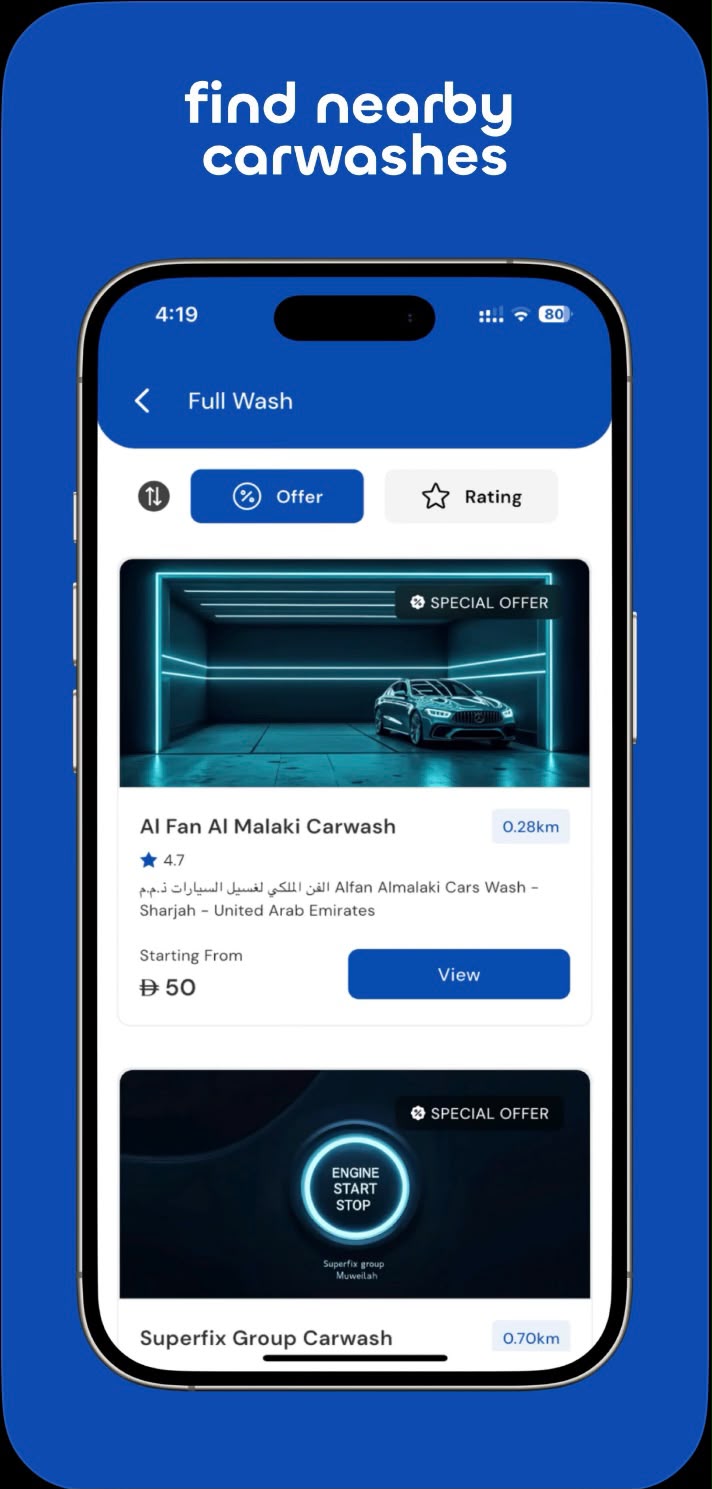 find nearby
carwashes
4:19
80
Full Wash
Offer
Rating
SPECIAL OFFER
Al Fan Al Malaki Carwash
0.28km
4.7
الفن الملكي لغسيل السيارات ذ.م.م Alfan Almalaki Cars Wash -
Sharjah - United Arab Emirates
Starting From
50
View
SPECIAL OFFER
ENGINE
START
STOP
Superfix group
Muweilah
Superfix Group Carwash
0.70km